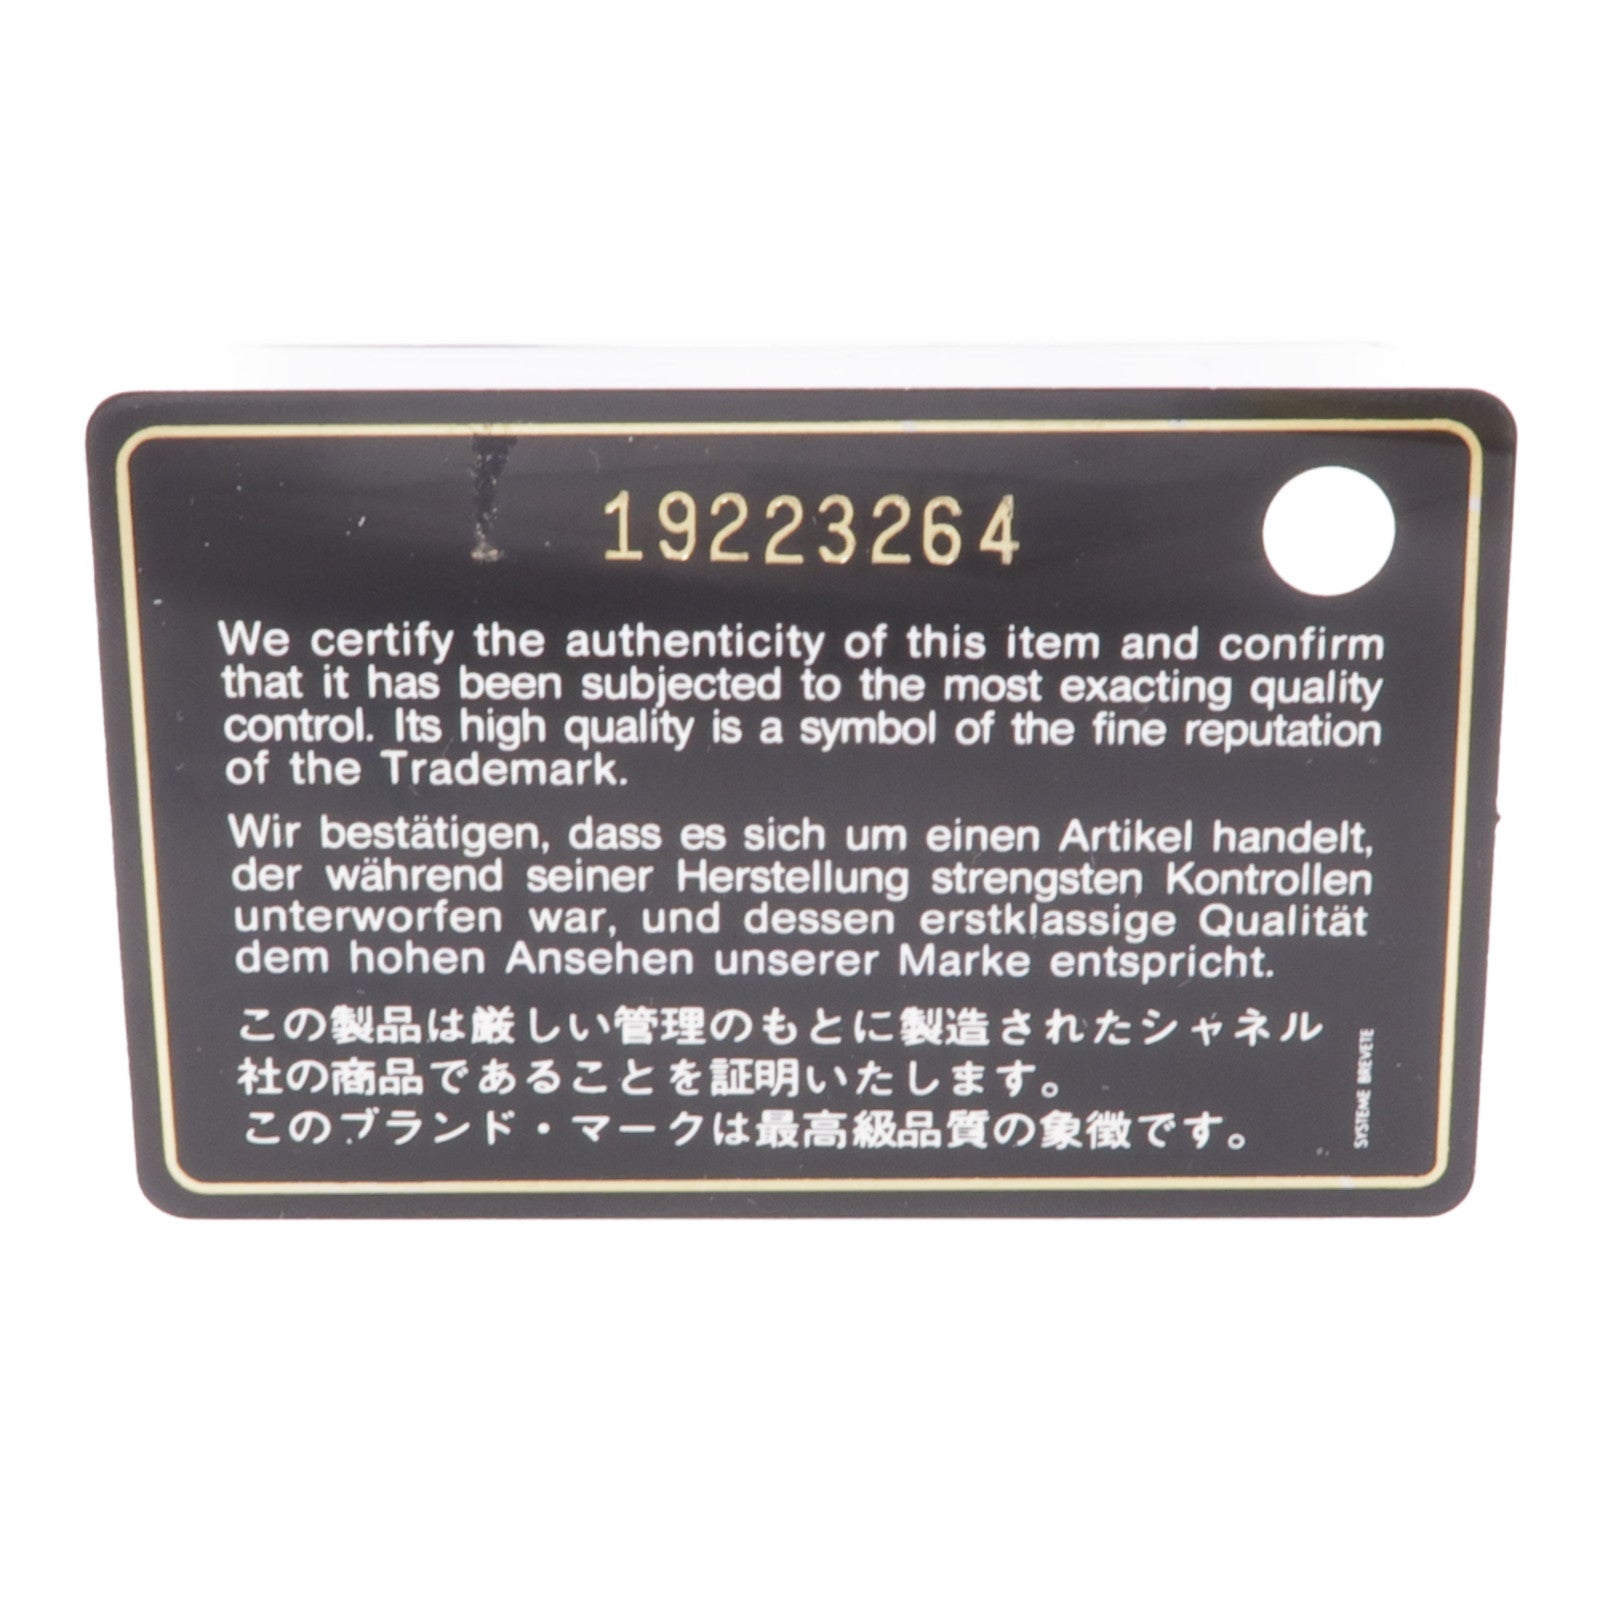 19223264
We certify the authenticity of this item and confirm
that it has been subjected to the most exacting quality
control. Its high quality is a symbol of the fine reputation
of the Trademark.
Wir bestätigen, dass es sich um einen Artikel handelt,
der während seiner Herstellung strengsten Kontrollen
unterworfen war, und dessen erstklassige Qualität
dem hohen Ansehen unserer Marke entspricht.
この製品は厳しい管理のもとに製造されたシャネル
社の商品であることを証明いたします。
このブランド・マークは最高級品質の象徴です。
SYSTEME BREVETE